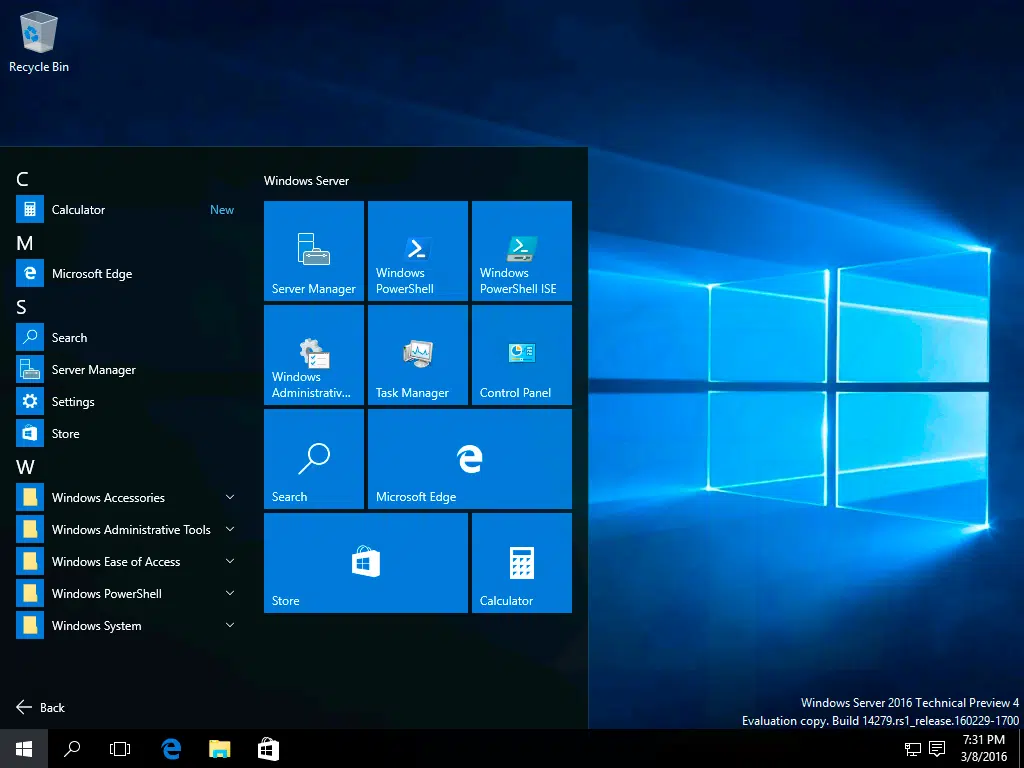 Recycle Bin
C
Calculator New
M
Microsoft Edge
S
Search
Server Manager
Settings
Store
W
Windows Accessories
Windows Administrative Tools
Windows Ease of Access
Windows PowerShell
Windows System
Back
Windows Server
Server Manager
Windows
PowerShell
Windows
PowerShell ISE
Windows
Administrativ...
Task Manager
Control Panel
Search
Microsoft Edge
Store
Calculator
Windows Server 2016 Technical Preview 4
Evaluation copy. Build 14279.rs1_release.160229-1700
7:31 PM
3/8/2016